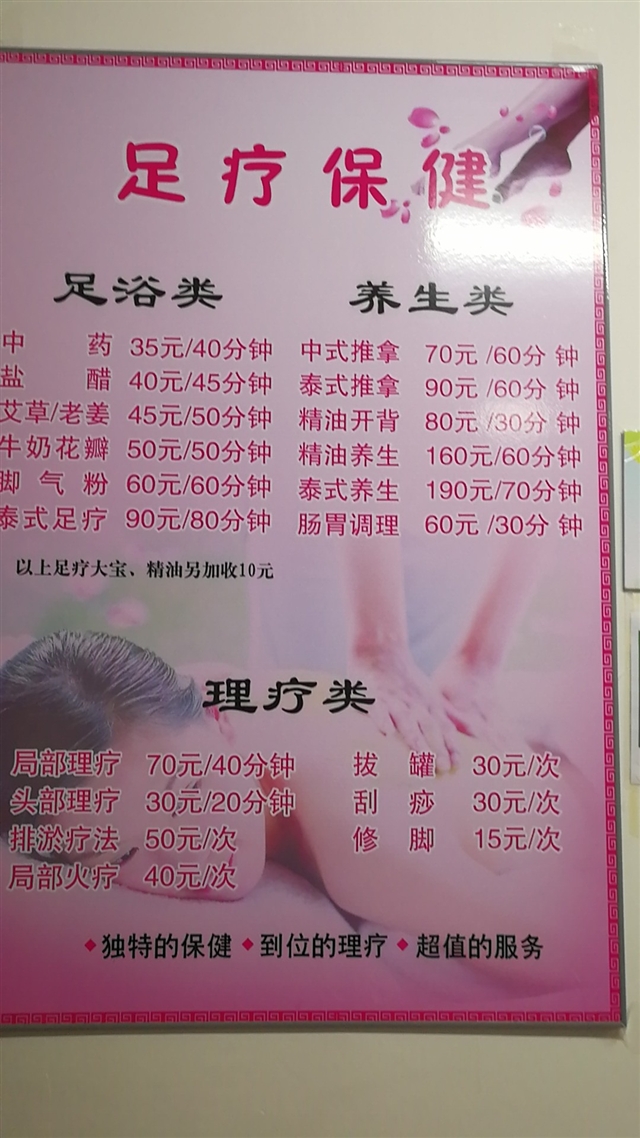 足疗保健
足浴类
中 药 35元/40分钟
盐 醋 40元/45分钟
艾草/老姜 45元/50分钟
牛奶花瓣 50元/50分钟
脚气粉 60元/60分钟
泰式足疗 90元/80分钟
以上足疗大宝、精油另加收10元
养生类
中式推拿 70元/60分钟
泰式推拿 90元/60分钟
精油开背 80元/30分钟
精油养生 160元/60分钟
泰式养生 190元/70分钟
肠胃调理 60元/30分钟
理疗类
局部理疗 70元/40分钟
头部理疗 30元/20分钟
排淤疗法 50元/次
局部火疗 40元/次
拔 罐 30元/次
刮 痧 30元/次
修 脚 15元/次
◆独特的保健◆到位的理疗◆超值的服务